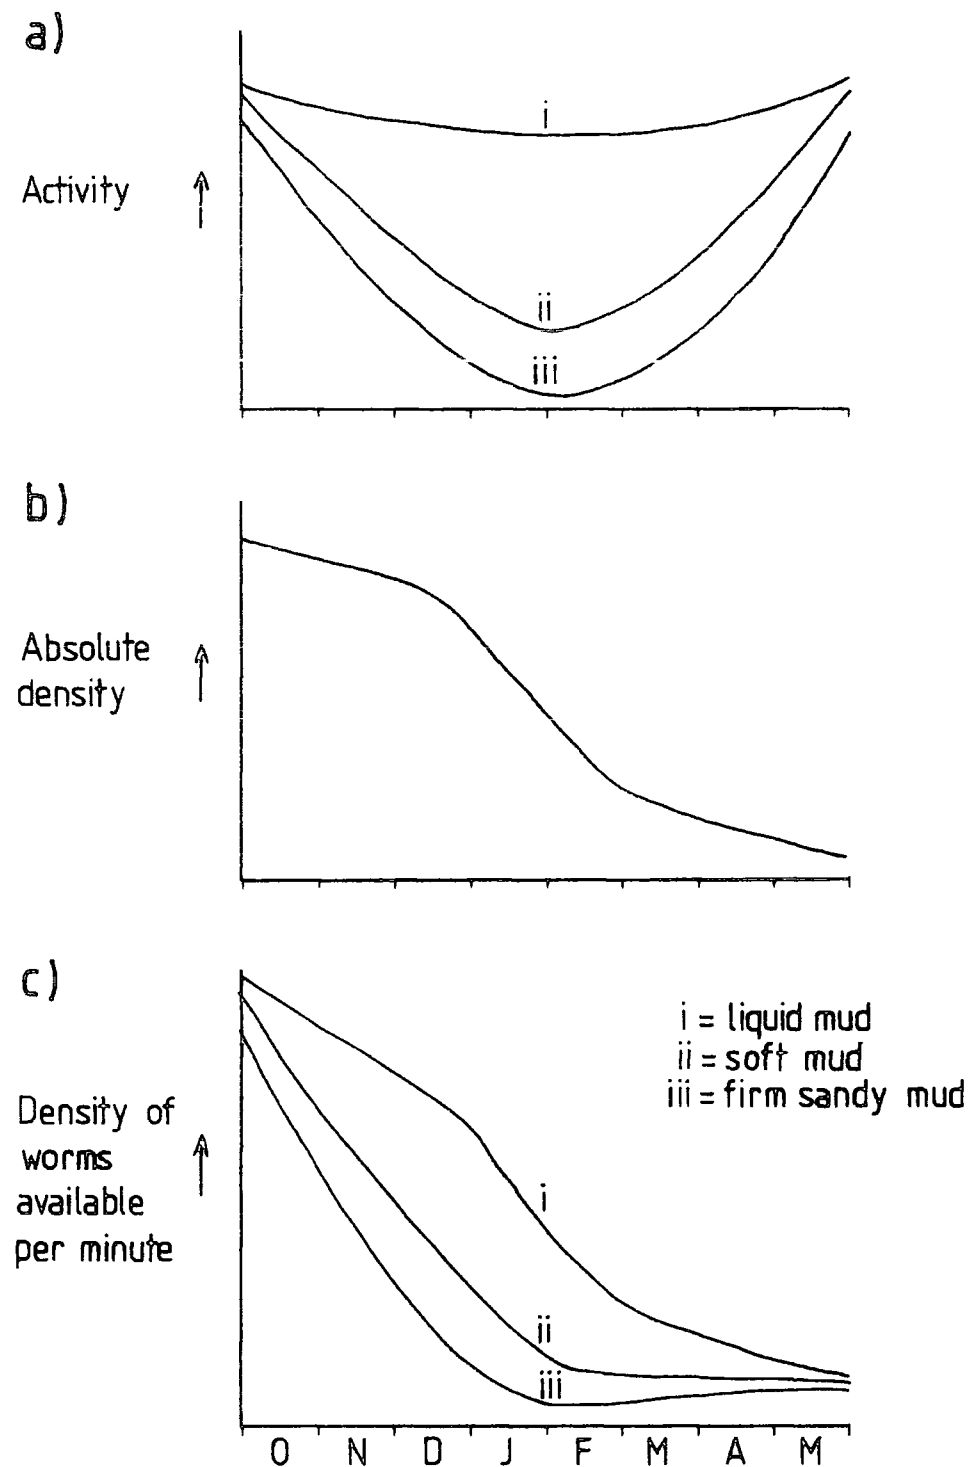 a)
Activity
i
ii
iii
b)
Absolute
density
c)
i = liquid mud
ii = soft mud
iii = firm sandy mud
Density of
worms
available
per minute
i
ii
iii
O N D J F M A M